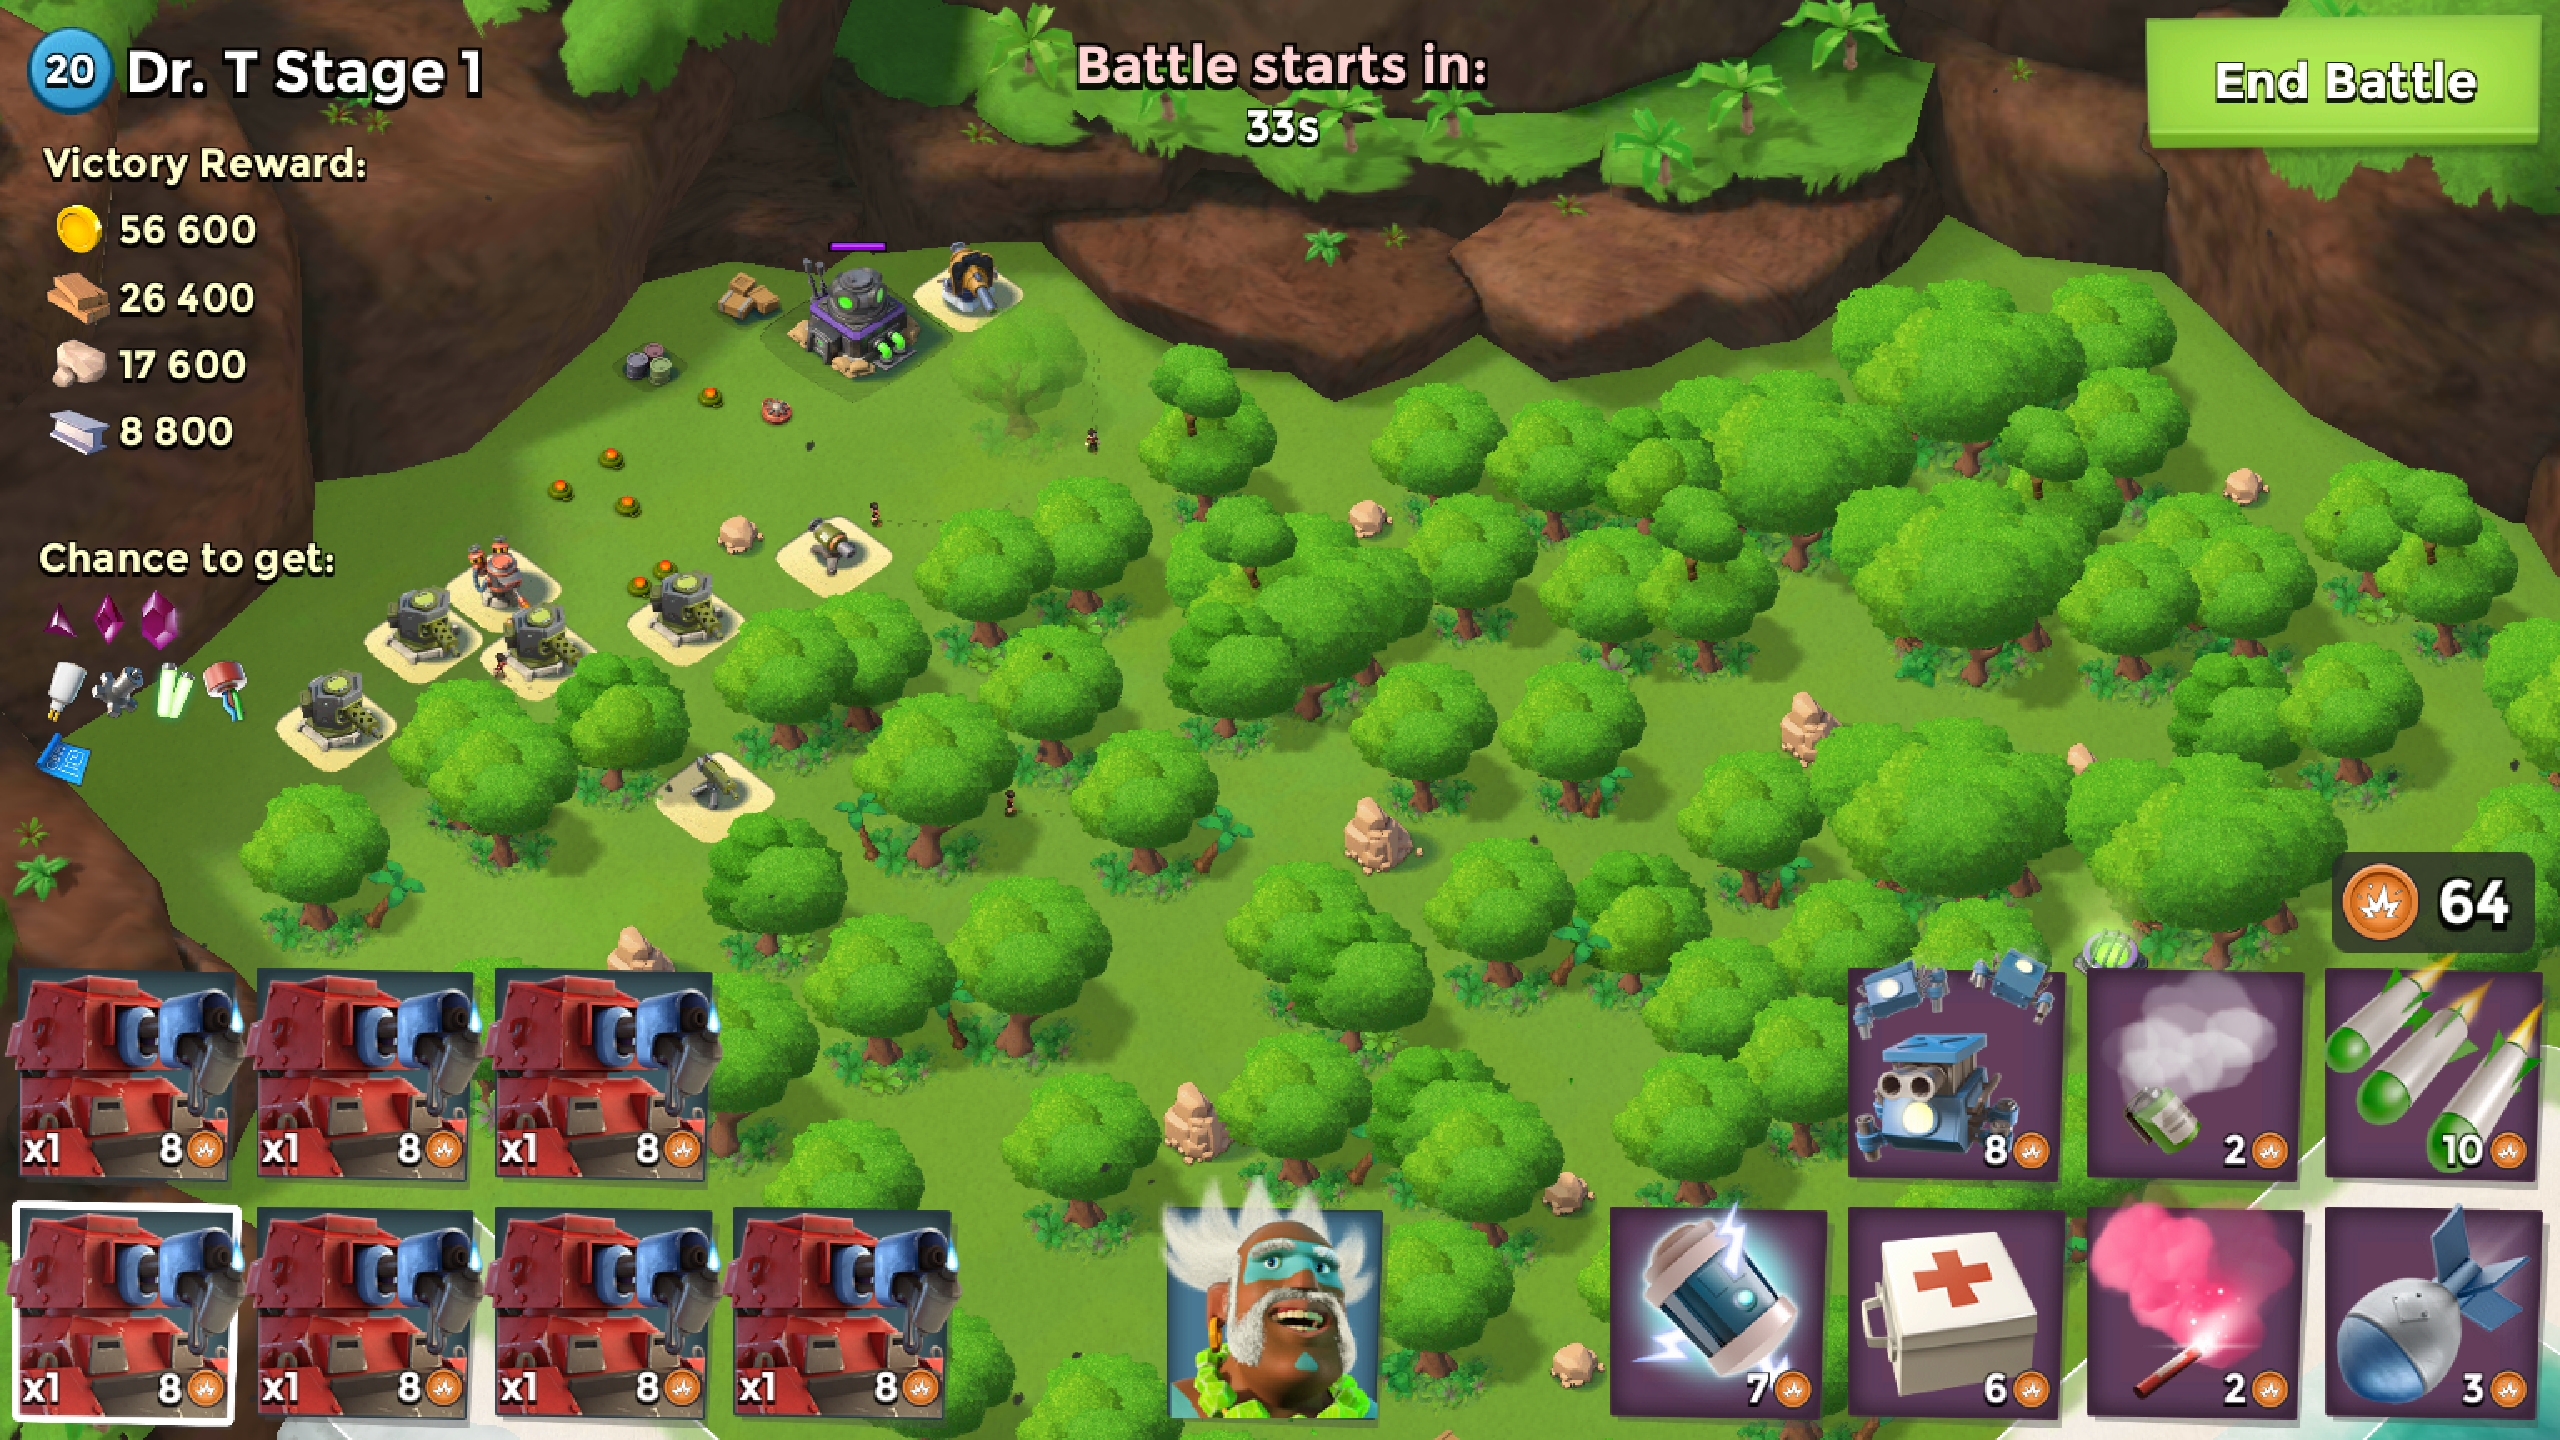 20 Dr. T Stage 1
Battle starts in:
33s
End Battle
Victory Reward:
56 600
26 400
17 600
8 800
Chance to get:
64
x1 8
x1 8
x1 8
8
2
10
x1 8
x1 8
x1 8
x1 8
7
6
2
3